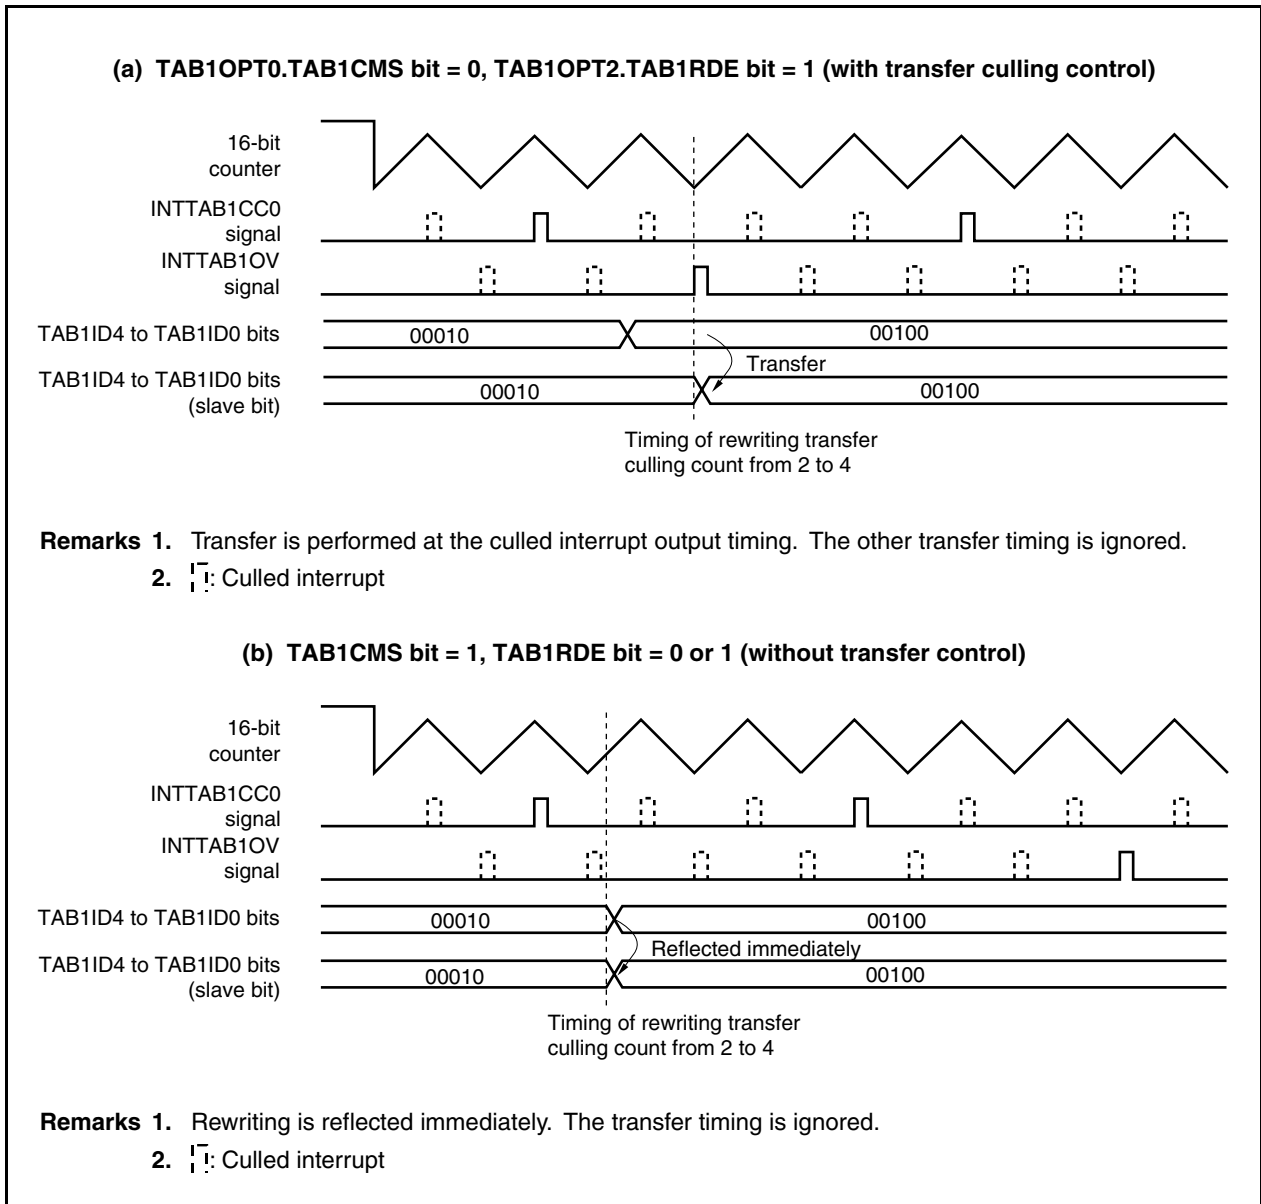 (a) TAB1OPT0.TAB1CMS bit = 0, TAB1OPT2.TAB1RDE bit = 1 (with transfer culling control)
16-bit
counter
INTTAB1CC0
signal
INTTAB1OV
signal
TAB1ID4 to TAB1ID0 bits
00010
00100
Transfer
TAB1ID4 to TAB1ID0 bits
(slave bit)
00010
00100
Timing of rewriting transfer
culling count from 2 to 4
Remarks 1. Transfer is performed at the culled interrupt output timing. The other transfer timing is ignored.
2. : Culled interrupt
(b) TAB1CMS bit = 1, TAB1RDE bit = 0 or 1 (without transfer control)
16-bit
counter
INTTAB1CC0
signal
INTTAB1OV
signal
TAB1ID4 to TAB1ID0 bits
00010
00100
Reflected immediately
TAB1ID4 to TAB1ID0 bits
(slave bit)
00010
00100
Timing of rewriting transfer
culling count from 2 to 4
Remarks 1. Rewriting is reflected immediately. The transfer timing is ignored.
2. : Culled interrupt